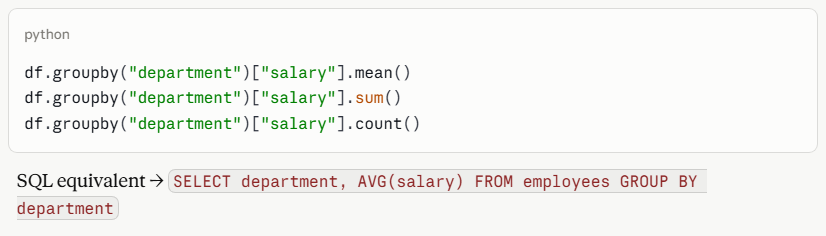 python
df.groupby("department")["salary"].mean()
df.groupby("department")["salary"].sum()
df.groupby("department")["salary"].count()
SQL equivalent → SELECT department, AVG(salary) FROM employees GROUP BY
department